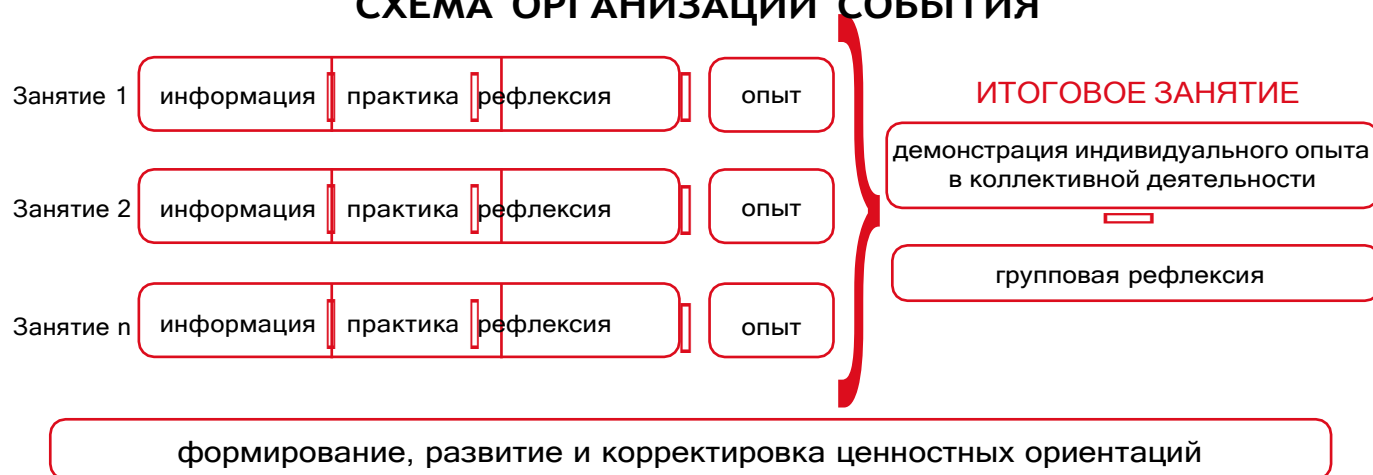 СХЕМА ОРГАНИЗАЦИИ СОБЫТИЯ
Занятие 1 информация практика рефлексия опыт
Занятие 2 информация практика рефлексия опыт
Занятие n информация практика рефлексия опыт
ИТОГОВОЕ ЗАНЯТИЕ
демонстрация индивидуального опыта
в коллективной деятельности
групповая рефлексия
формирование, развитие и корректировка ценностных ориентаций